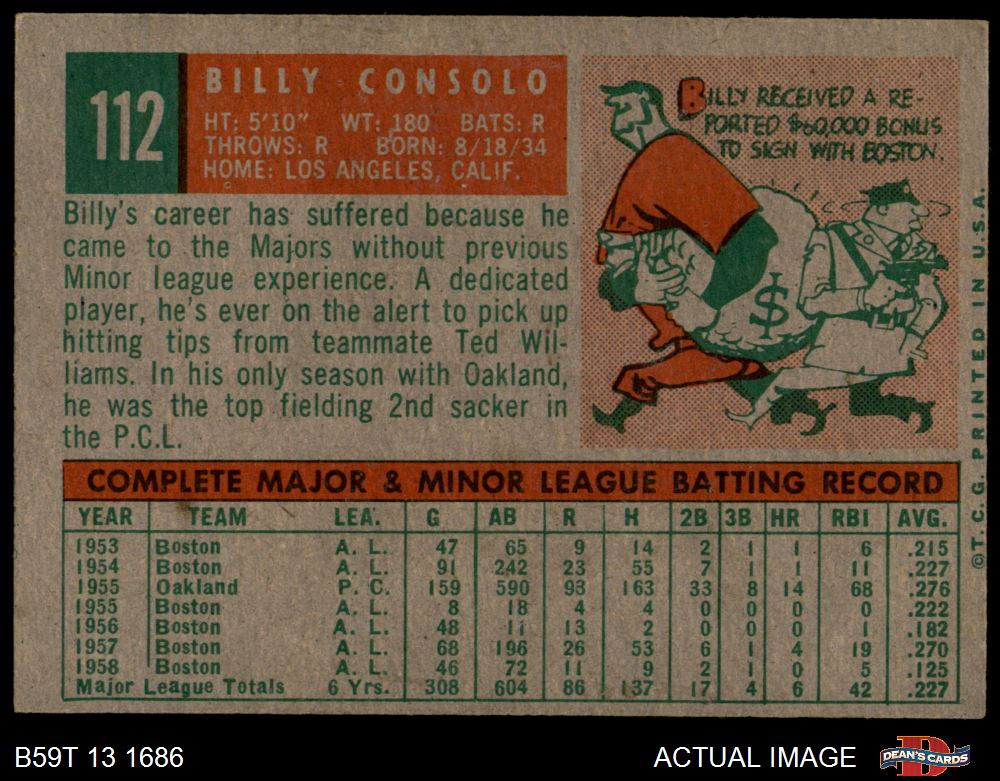 112
BILLY CONSOLO
HT: 5'10" WT: 180 BATS: R
THROWS: R BORN: 8/18/34
HOME: LOS ANGELES, CALIF.
BILLY RECEIVED A RE-
PORTED $60,000 BONUS
TO SIGN WITH BOSTON.
$
Billy's career has suffered because he
came to the Majors without previous
Minor league experience. A dedicated
player, he's ever on the alert to pick up
hitting tips from teammate Ted Wil-
liams. In his only season with Oakland,
he was the top fielding 2nd sacker in
the P.C.L.
COMPLETE MAJOR & MINOR LEAGUE BATTING RECORD
YEAR TEAM LEA. G AB R H 2B 3B HR RBI AVG.
1953 Boston A. L. 47 65 9 14 2 1 1 6 .215
1954 Boston A. L. 91 242 23 55 7 1 1 11 .227
1955 Oakland P. C. 159 590 93 163 33 8 14 68 .276
1955 Boston A. L. 8 18 4 4 0 0 0 0 .222
1956 Boston A. L. 48 11 13 2 0 0 0 1 .182
1957 Boston A. L. 68 196 26 53 6 1 4 19 .270
1958 Boston A. L. 46 72 11 9 2 1 0 5 .125
Major League Totals 6 Yrs. 308 604 86 137 17 4 6 42 .227
©T. C. G. PRINTED IN U.S.A.
B59T 13 1686
ACTUAL IMAGE
DEAN'S CARDS